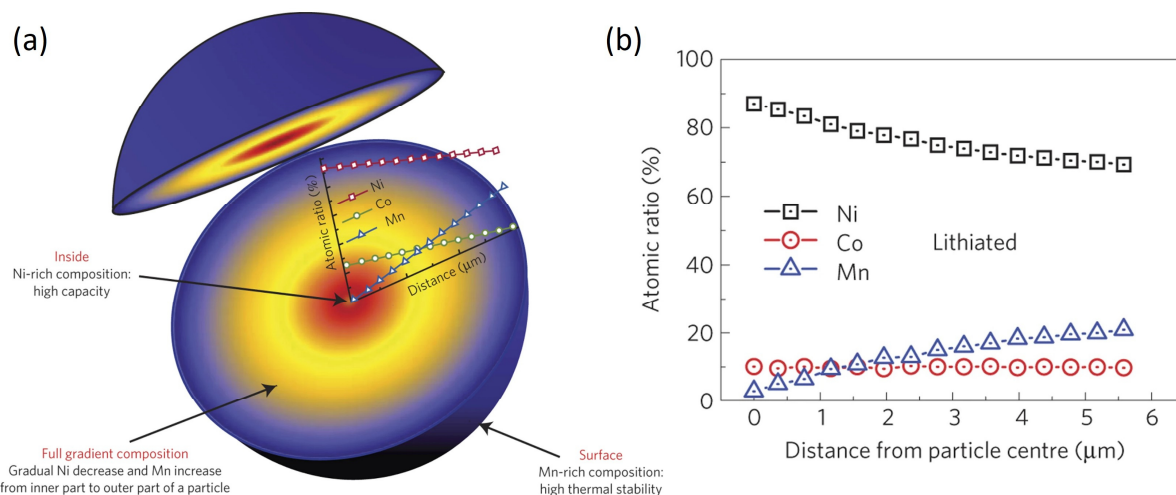 (a)
Atomic ratio (%)
Ni
Co
Mn
Distance (μm)
Inside
Ni-rich composition:
high capacity
Full gradient composition
Gradual Ni decrease and Mn increase
from inner part to outer part of a particle
Surface
Mn-rich composition:
high thermal stability
(b)
100
80
60
40
20
0
Atomic ratio (%)
Ni
Co
Mn
Lithiated
0 1 2 3 4 5 6
Distance from particle centre (μm)